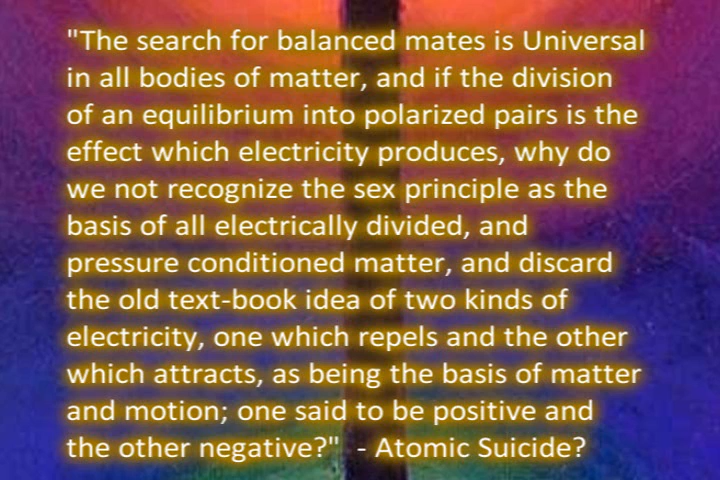 "The search for balanced mates is Universal
in all bodies of matter, and if the division
of an equilibrium into polarized pairs is the
effect which electricity produces, why do
we not recognize the sex principle as the
basis of all electrically divided, and
pressure conditioned matter, and discard
the old text-book idea of two kinds of
electricity, one which repels and the other
which attracts, as being the basis of matter
and motion; one said to be positive and
the other negative?"  - Atomic Suicide?